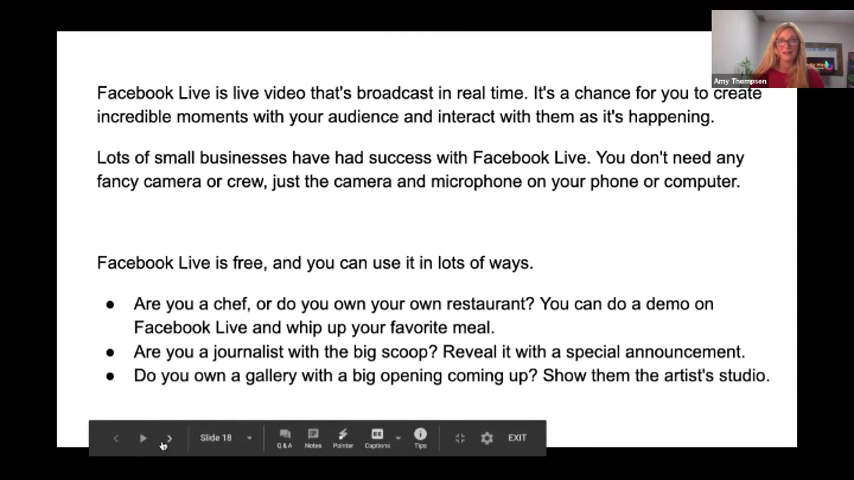 Amy Thompson
Facebook Live is live video that's broadcast in real time. It's a chance for you to create
incredible moments with your audience and interact with them as it's happening.
Lots of small businesses have had success with Facebook Live. You don't need any
fancy camera or crew, just the camera and microphone on your phone or computer.
Facebook Live is free, and you can use it in lots of ways.
● Are you a chef, or do you own your own restaurant? You can do a demo on
Facebook Live and whip up your favorite meal.
● Are you a journalist with the big scoop? Reveal it with a special announcement.
● Do you own a gallery with a big opening coming up? Show them the artist's studio.
Slide 18
Q & A
Notes
Pointer
CC
Captions
Tips
EXIT